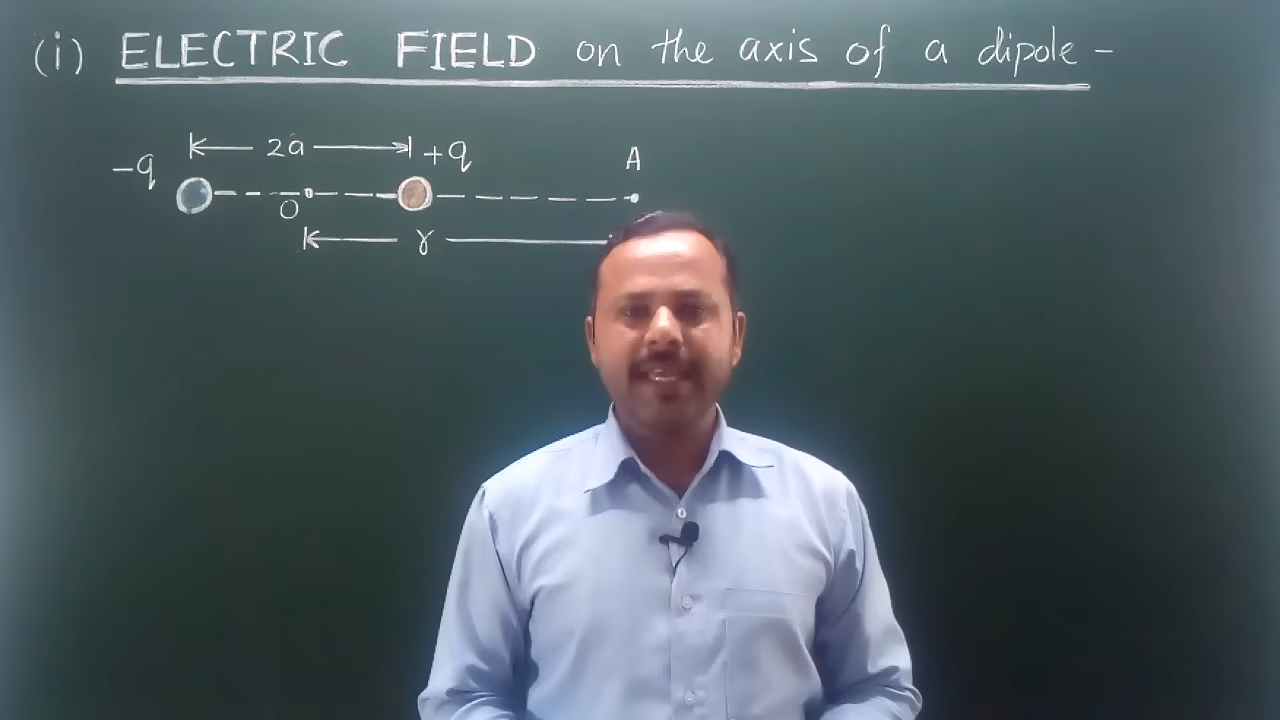 (i) ELECTRIC FIELD on the axis of a dipole -
2a
-q +q A
O
r